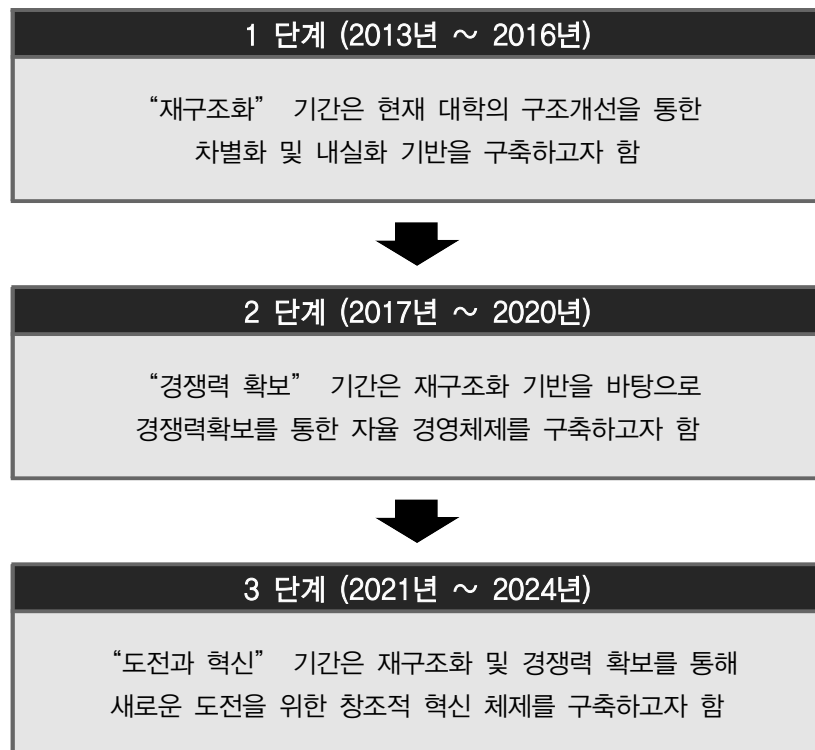 1 단계 (2013년 ～ 2016년)
“재구조화” 기간은 현재 대학의 구조개선을 통한
차별화 및 내실화 기반을 구축하고자 함
2 단계 (2017년 ～ 2020년)
“경쟁력 확보” 기간은 재구조화 기반을 바탕으로
경쟁력확보를 통한 자율 경영체제를 구축하고자 함
3 단계 (2021년 ～ 2024년)
“도전과 혁신” 기간은 재구조화 및 경쟁력 확보를 통해
새로운 도전을 위한 창조적 혁신 체제를 구축하고자 함